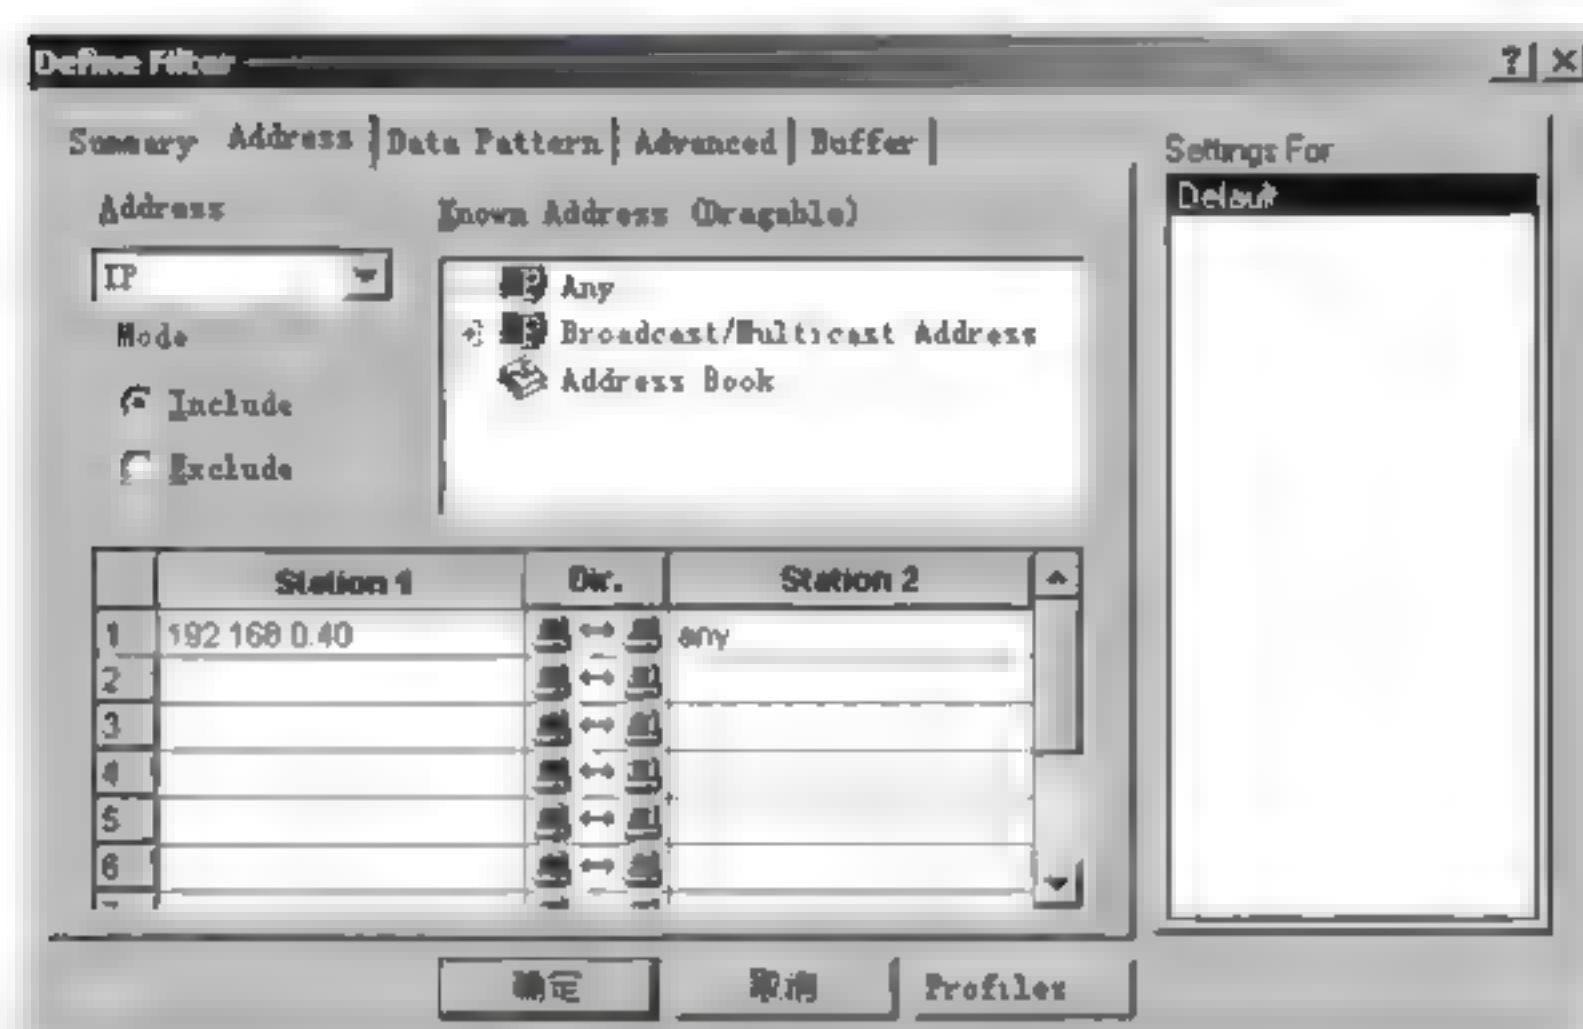 Define Filter
? ×
Summary Address Data Pattern Advanced Buffer
Settings For
Default
Address
Known Address (Dragable)
IP
Any
Broadcast/Multicast Address
Address Book
Mode
Include
Exclude
Station 1 Dir. Station 2
1 192 168 0.40 any
2
3
4
5
6
确定 取消 Profiles